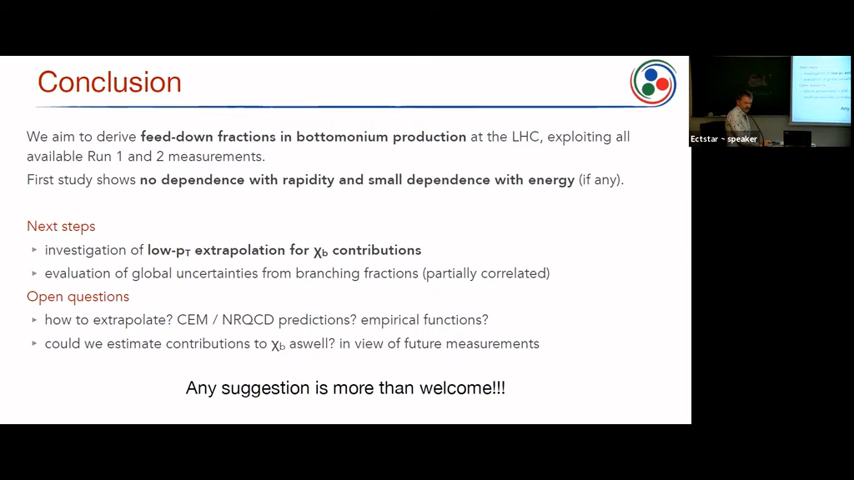 Conclusion
We aim to derive feed-down fractions in bottomonium production at the LHC, exploiting all
available Run 1 and 2 measurements.
First study shows no dependence with rapidity and small dependence with energy (if any).
Next steps
‣ investigation of low-pT extrapolation for χb contributions
‣ evaluation of global uncertainties from branching fractions (partially correlated)
Open questions
‣ how to extrapolate? CEM / NRQCD predictions? empirical functions?
‣ could we estimate contributions to χb aswell? in view of future measurements
Any suggestion is more than welcome!!!
Ectstar ~ speaker